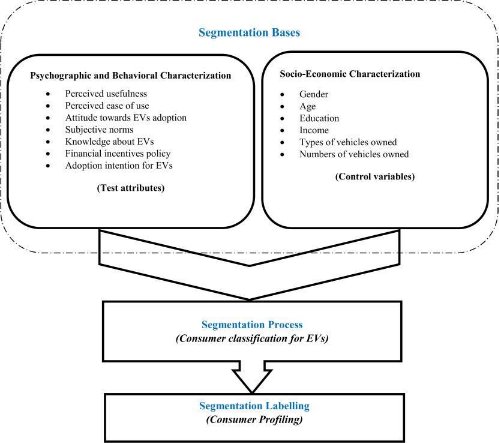 Segmentation Bases
Psychographic and Behavioral Characterization
• Perceived usefulness
• Perceived ease of use
• Attitude towards EVs adoption
• Subjective norms
• Knowledge about EVs
• Financial incentives policy
• Adoption intention for EVs
(Test attributes)
Socio-Economic Characterization
• Gender
• Age
• Education
• Income
• Types of vehicles owned
• Numbers of vehicles owned
(Control variables)
Segmentation Process
(Consumer classification for EVs)
Segmentation Labelling
(Consumer Profiling)